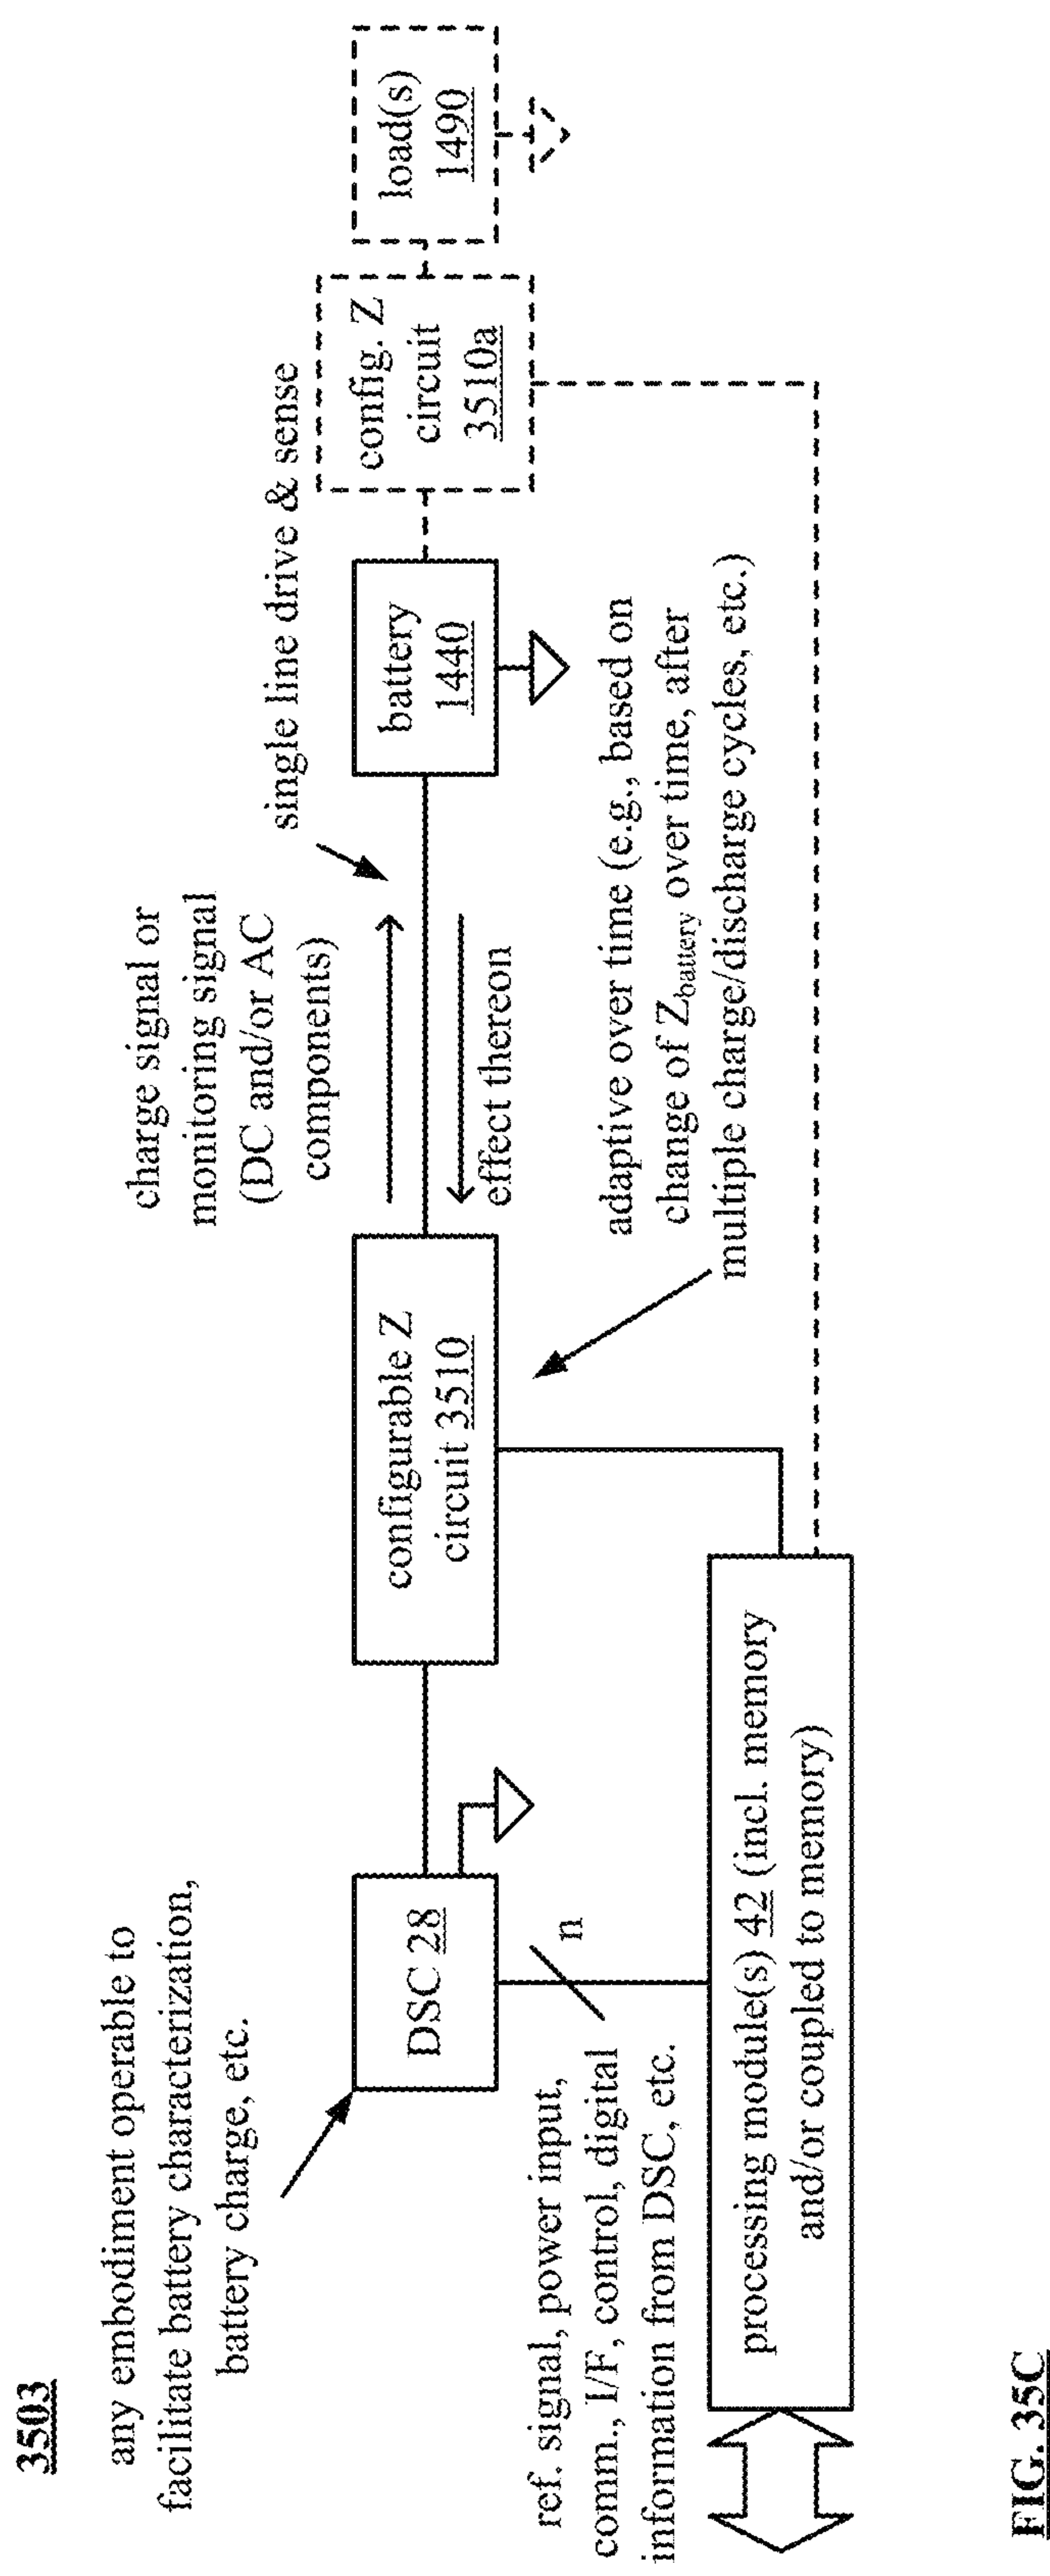 3503
any embodiment operable to
facilitate battery characterization,
battery charge, etc.
charge signal or
monitoring signal
(DC and/or AC
components)
single line drive & sense
DSC 28
configurable Z
circuit 3510
battery
1440
config. Z
circuit
3510a
load(s)
1490
effect thereon
n
ref. signal, power input,
comm., I/F, control, digital
information from DSC, etc.
adaptive over time (e.g., based on
change of Zbattery over time, after
multiple charge/discharge cycles, etc.)
processing module(s) 42 (incl. memory
and/or coupled to memory)
FIG. 35C